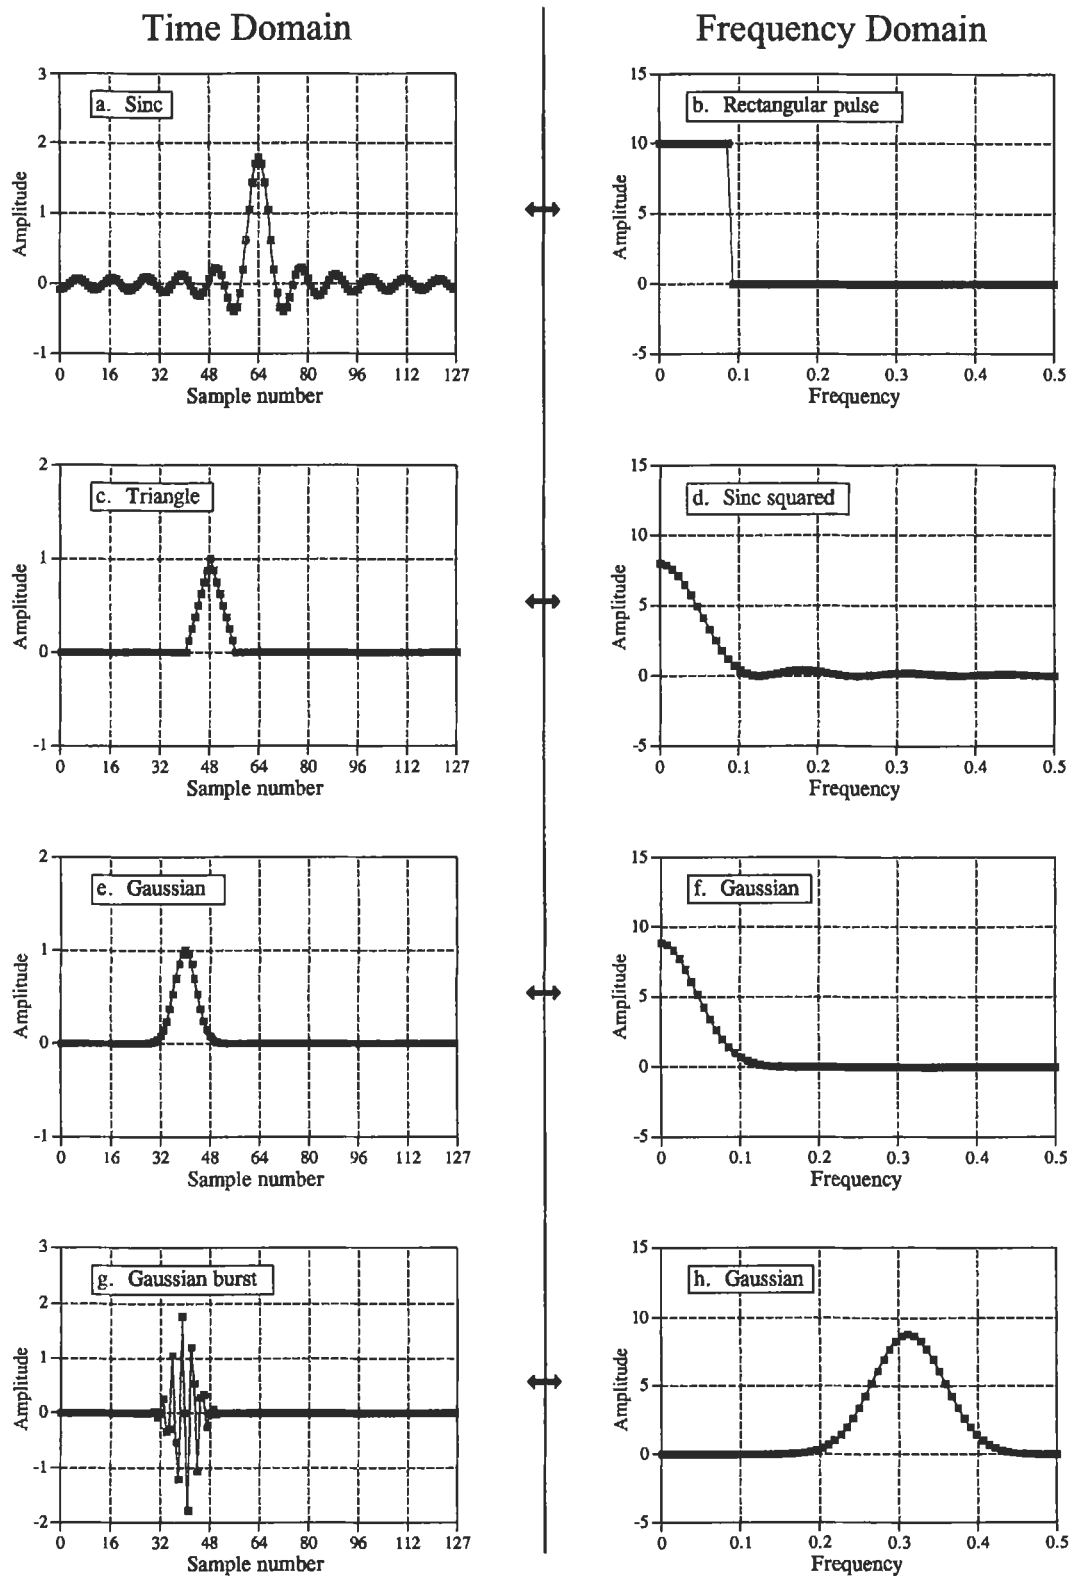 Time Domain
Frequency Domain
a. Sinc
3
2
1
0
-1
Amplitude
0 16 32 48 64 80 96 112 127
Sample number
b. Rectangular pulse
15
10
5
0
-5
Amplitude
0 0.1 0.2 0.3 0.4 0.5
Frequency
c. Triangle
2
1
0
-1
Amplitude
0 16 32 48 64 80 96 112 127
Sample number
d. Sinc squared
15
10
5
0
-5
Amplitude
0 0.1 0.2 0.3 0.4 0.5
Frequency
e. Gaussian
2
1
0
-1
Amplitude
0 16 32 48 64 80 96 112 127
Sample number
f. Gaussian
15
10
5
0
-5
Amplitude
0 0.1 0.2 0.3 0.4 0.5
Frequency
g. Gaussian burst
3
2
1
0
-1
-2
Amplitude
0 16 32 48 64 80 96 112 127
Sample number
h. Gaussian
15
10
5
0
-5
Amplitude
0 0.1 0.2 0.3 0.4 0.5
Frequency